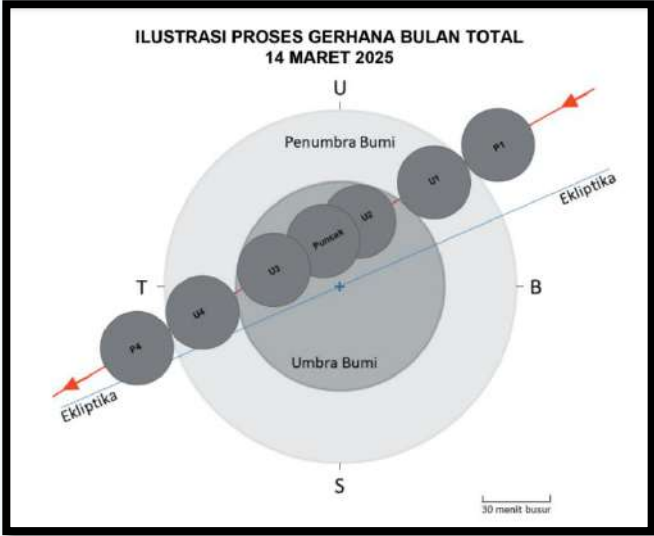 ILUSTRASI PROSES GERHANA BULAN TOTAL
14 MARET 2025
U
Penumbra Bumi
P1
U1
Ekliptika
U2
Puncak
U3
T
B
U4
P4
Umbra Bumi
Ekliptika
S
30 menit busur